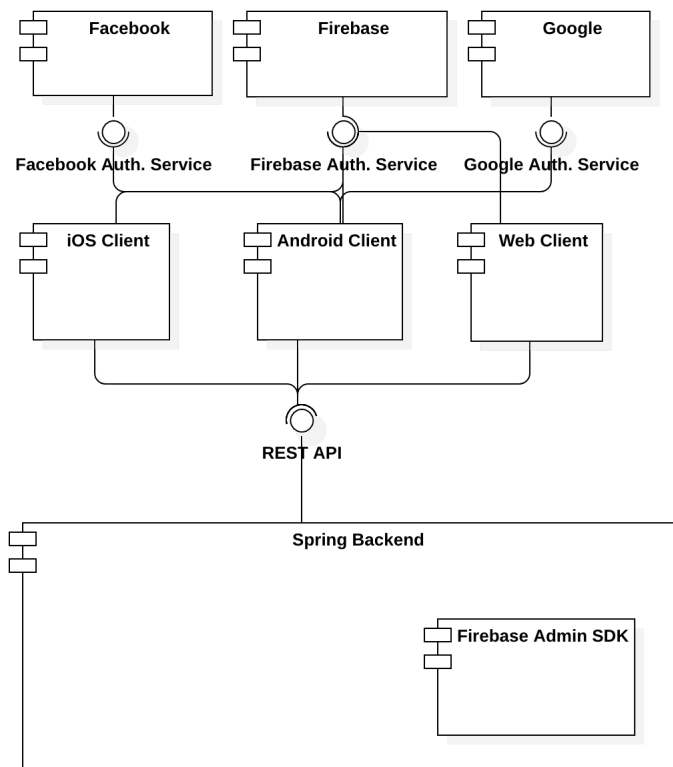 Facebook
Firebase
Google
Facebook Auth. Service
Firebase Auth. Service
Google Auth. Service
iOS Client
Android Client
Web Client
REST API
Spring Backend
Firebase Admin SDK